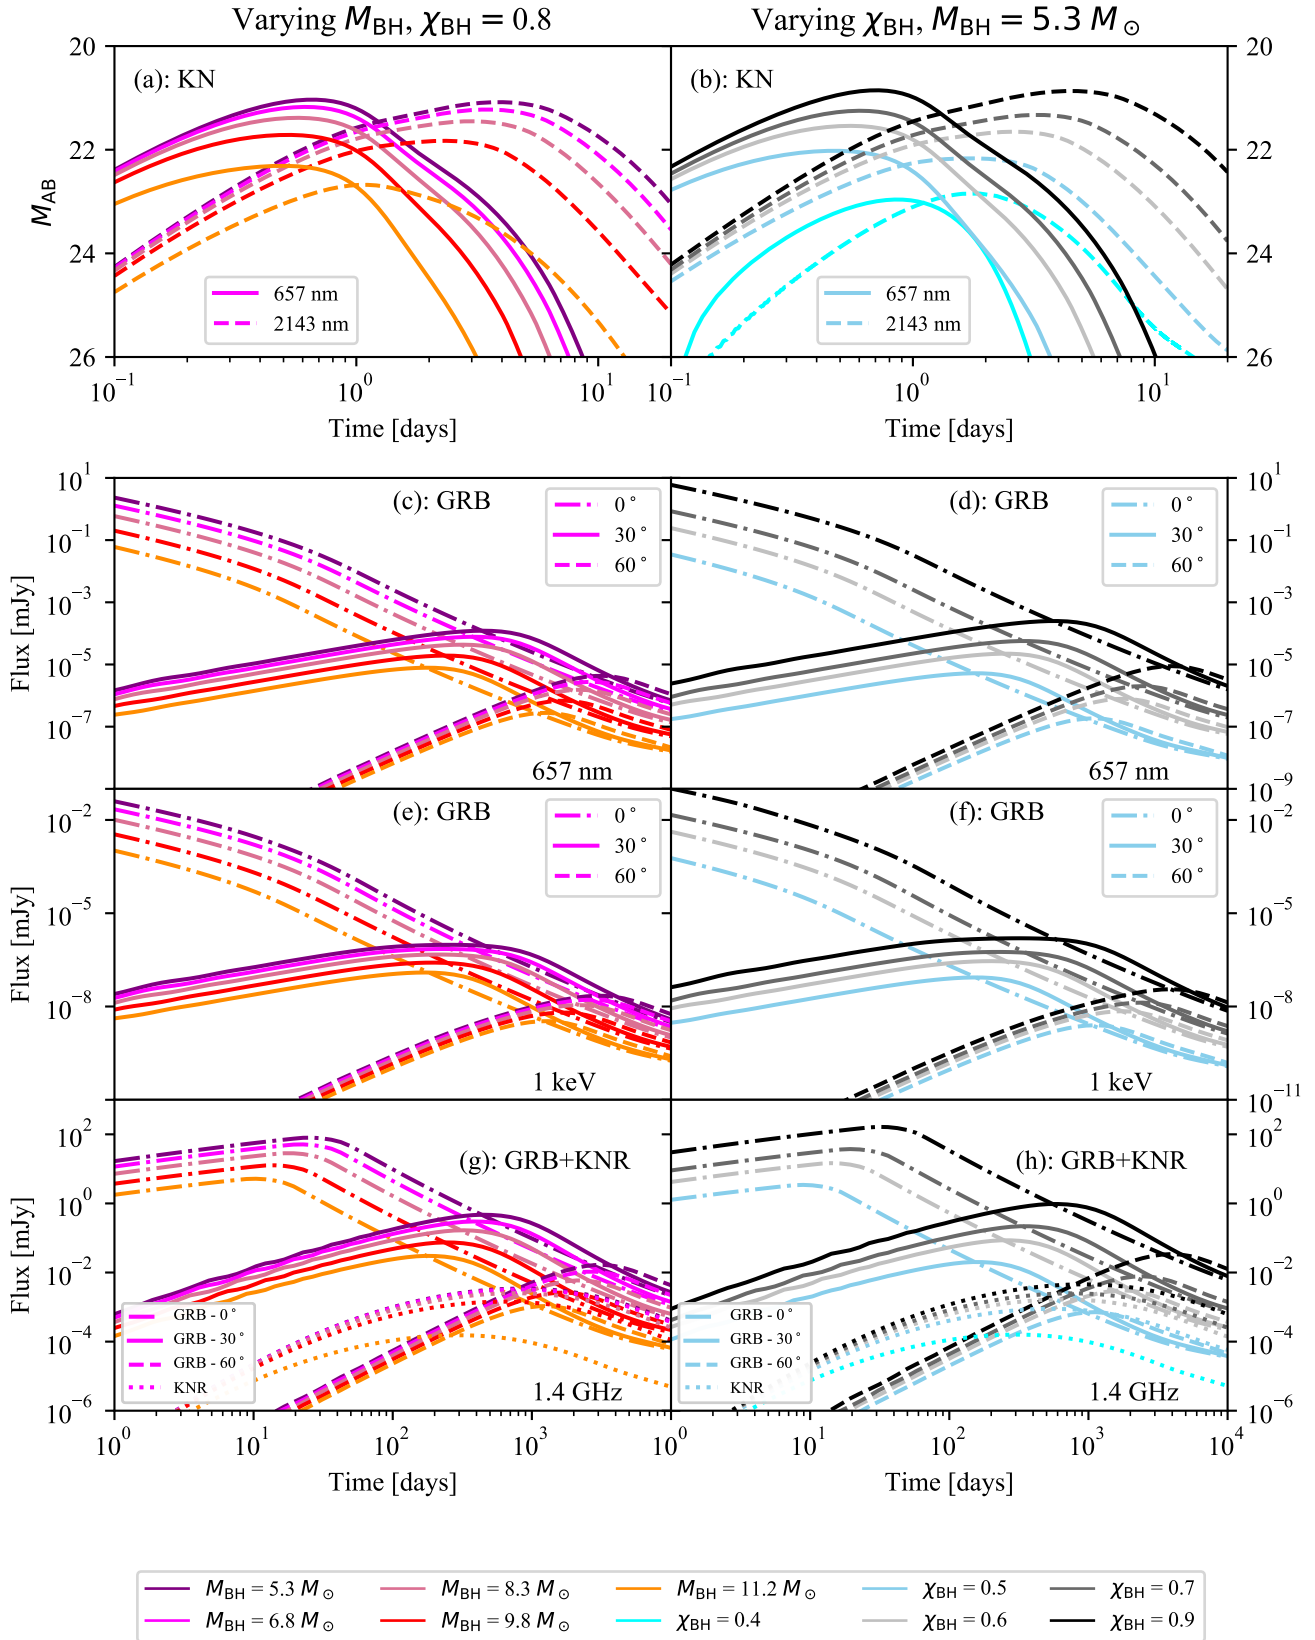 Varying M_BH, χ_BH = 0.8
Varying χ_BH, M_BH = 5.3 M_⊙
20
22
24
26
M_AB
(a): KN
657 nm
2143 nm
10^−1 10^0 10^1 10^−1
Time [days]
(b): KN
657 nm
2143 nm
20
22
24
26
10^0 10^1
Time [days]
10^1
10^−1
10^−3
10^−5
10^−7
Flux [mJy]
(c): GRB
0°
30°
60°
657 nm
(d): GRB
0°
30°
60°
657 nm
10^1
10^−1
10^−3
10^−5
10^−7
10^−9
10^−2
10^−5
10^−8
Flux [mJy]
(e): GRB
0°
30°
60°
1 keV
(f): GRB
0°
30°
60°
1 keV
10^−2
10^−5
10^−8
10^−11
10^2
10^0
10^−2
10^−4
10^−6
Flux [mJy]
(g): GRB+KNR
GRB - 0°
GRB - 30°
GRB - 60°
KNR
1.4 GHz
(h): GRB+KNR
GRB - 0°
GRB - 30°
GRB - 60°
KNR
1.4 GHz
10^2
10^0
10^−2
10^−4
10^−6
10^0 10^1 10^2 10^3 10^0 10^1 10^2 10^3 10^4
Time [days]
Time [days]
M_BH = 5.3 M_⊙ M_BH = 8.3 M_⊙ M_BH = 11.2 M_⊙ χ_BH = 0.5 χ_BH = 0.7
M_BH = 6.8 M_⊙ M_BH = 9.8 M_⊙ χ_BH = 0.4 χ_BH = 0.6 χ_BH = 0.9